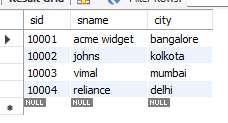 Result Grid Filter Rows:
sid sname city
10001 acme widget bangalore
10002 johns kolkota
10003 vimal mumbai
10004 reliance delhi
NULL NULL NULL